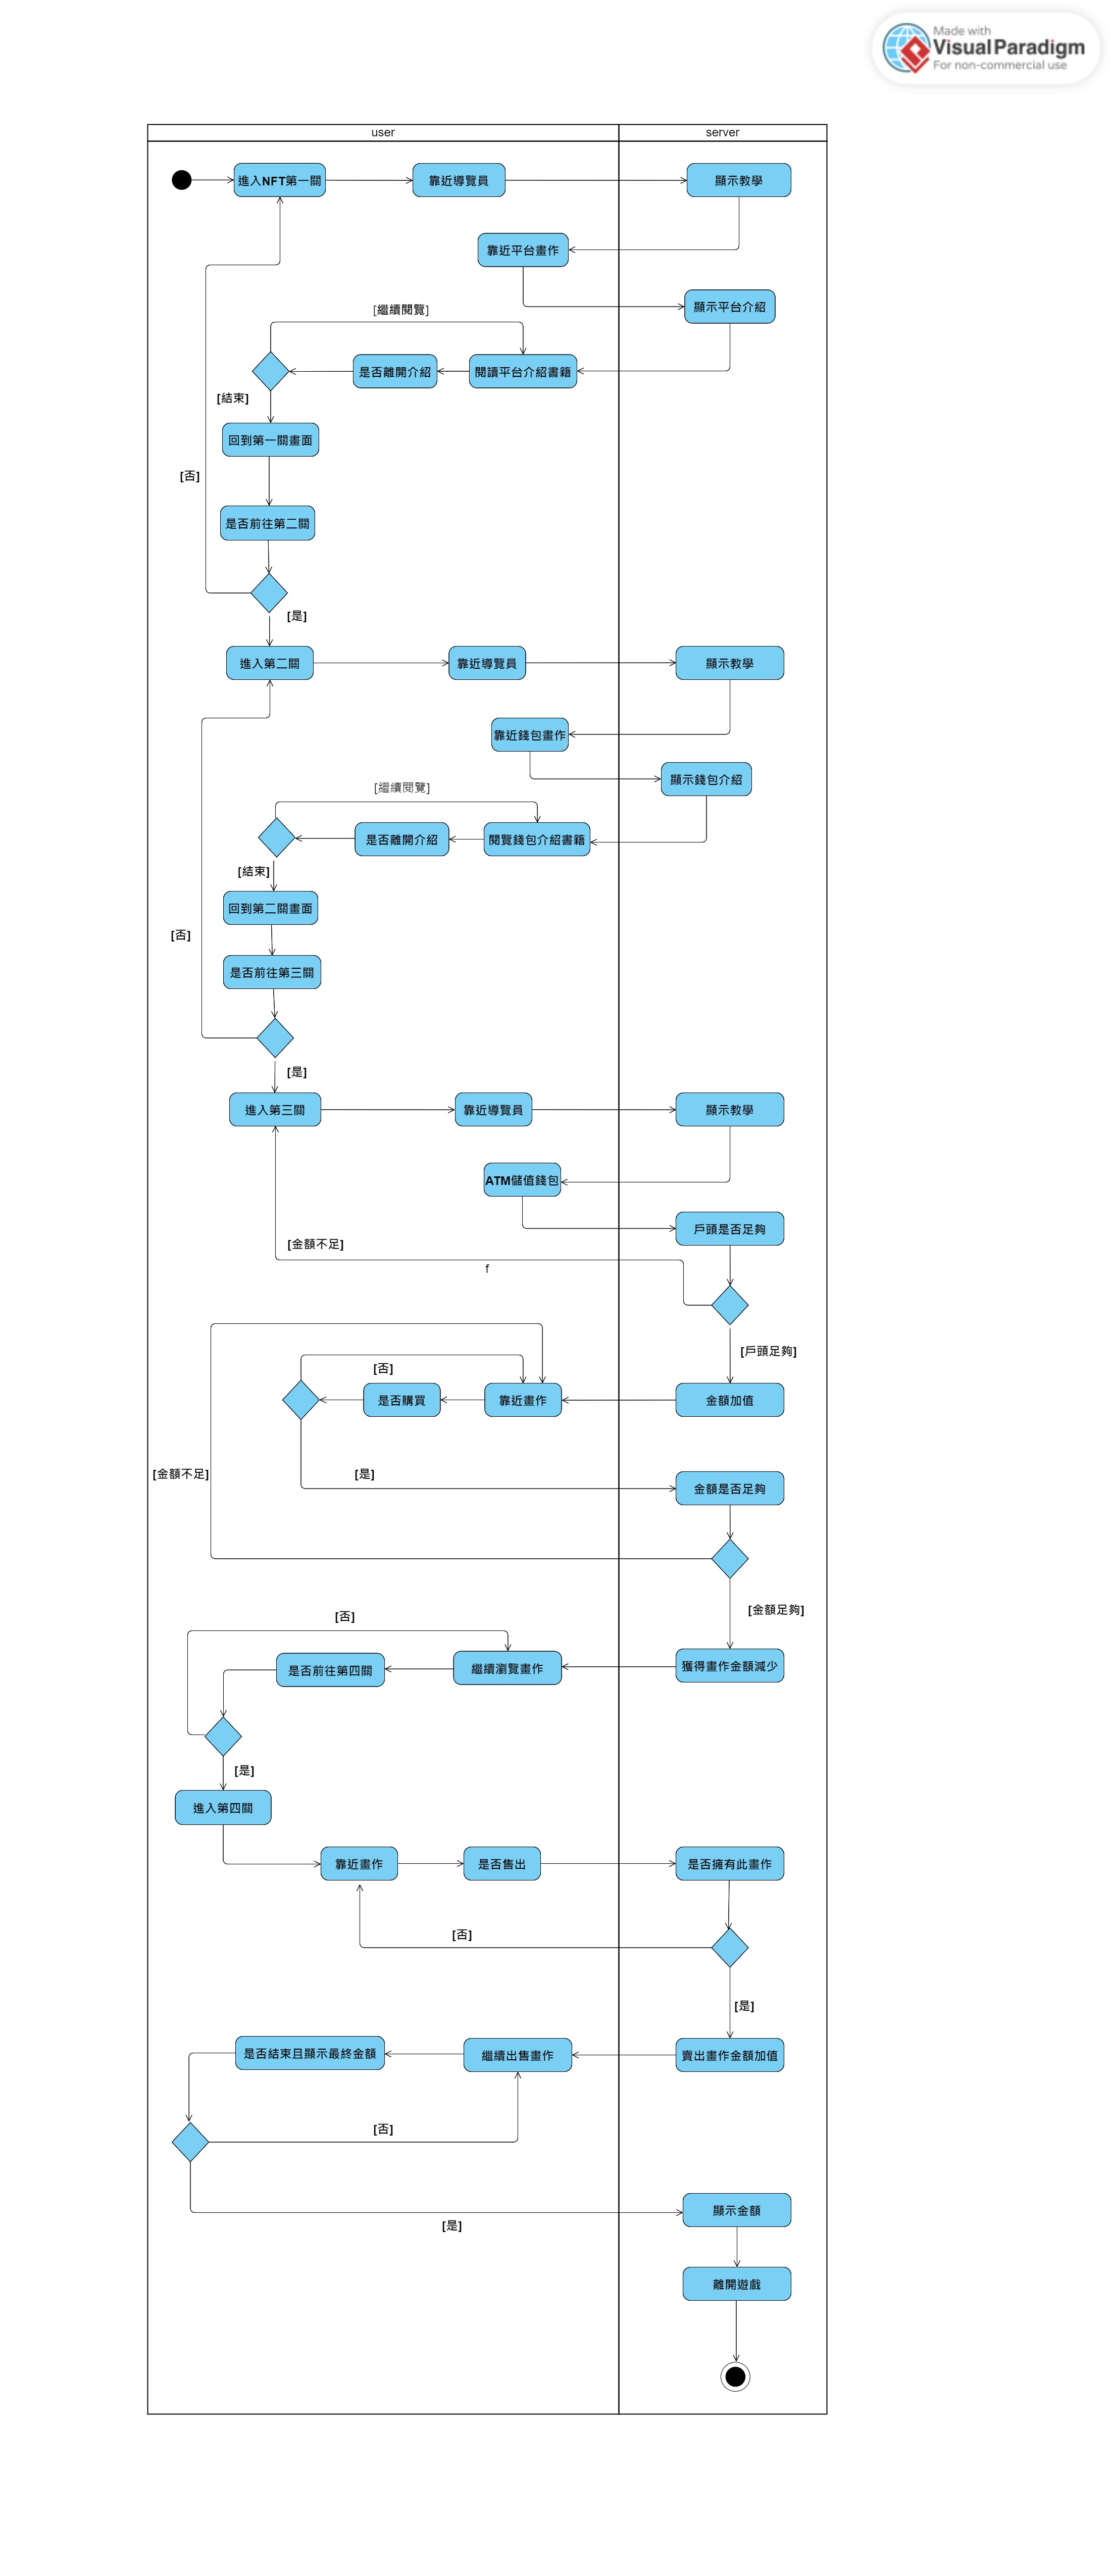 Made with
Visual Paradigm
For non-commercial use
user
server
進入NFT第一關
靠近導覽員
顯示教學
靠近平台畫作
顯示平台介紹
[繼續閱覽]
是否離開介紹
閱讀平台介紹書籍
[結束]
回到第一關畫面
[否]
是否前往第二關
[是]
進入第二關
靠近導覽員
顯示教學
靠近錢包畫作
顯示錢包介紹
[繼續閱覽]
是否離開介紹
閱覽錢包介紹書籍
[結束]
回到第二關畫面
[否]
是否前往第三關
[是]
進入第三關
靠近導覽員
顯示教學
ATM儲值錢包
戶頭是否足夠
[金額不足]
f
[戶頭足夠]
[否]
是否購買
靠近畫作
金額加值
[金額不足]
[是]
金額是否足夠
[金額足夠]
[否]
是否前往第四關
繼續瀏覽畫作
獲得畫作金額減少
[是]
進入第四關
靠近畫作
是否售出
是否擁有此畫作
[否]
[是]
是否結束且顯示最終金額
繼續出售畫作
賣出畫作金額加值
[否]
顯示金額
[是]
離開遊戲